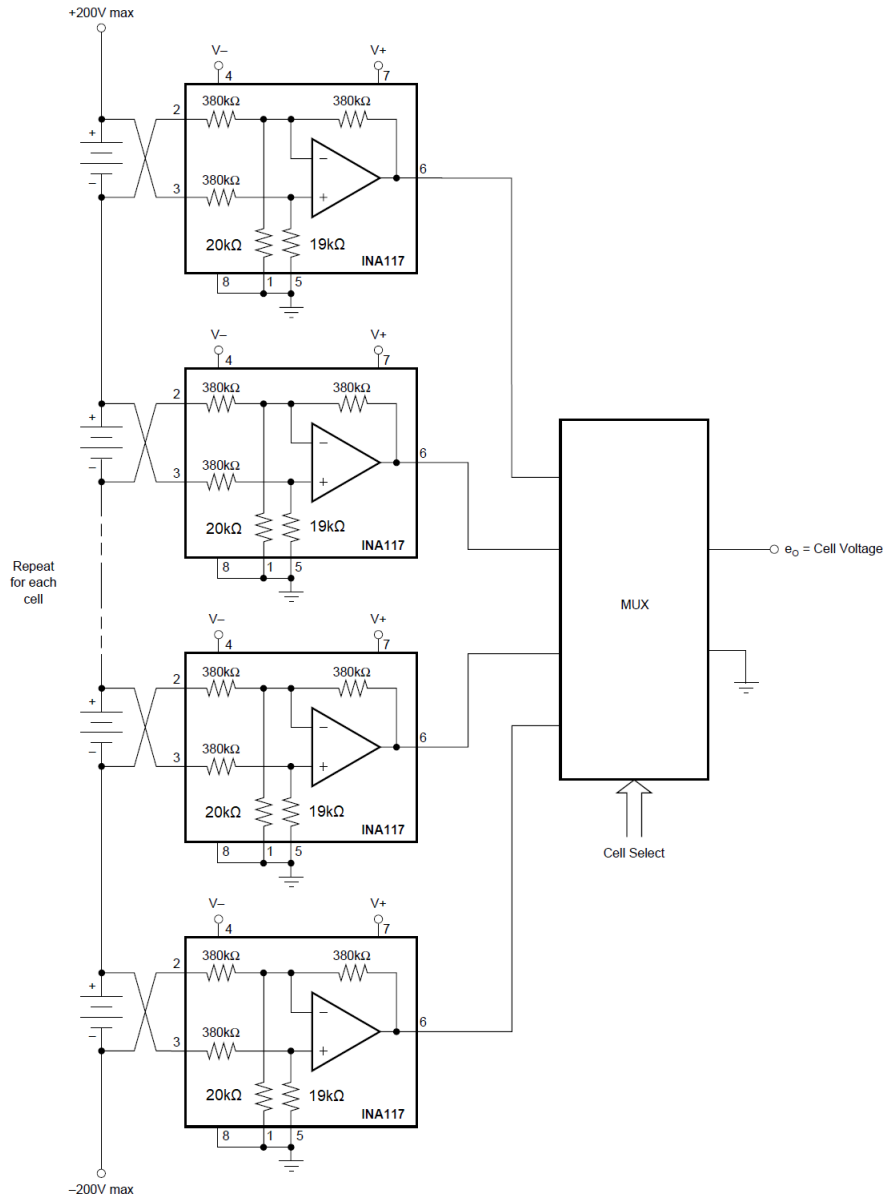 +200V max
V–
4
V+
7
2
380kΩ
380kΩ
+
–
–
6
3
380kΩ
+
20kΩ
19kΩ
INA117
8
1
5
V–
4
V+
7
2
380kΩ
380kΩ
+
–
–
6
3
380kΩ
+
20kΩ
19kΩ
INA117
8
1
5
Repeat
for each
cell
MUX
eO = Cell Voltage
Cell Select
V–
4
V+
7
2
380kΩ
380kΩ
+
–
–
6
3
380kΩ
+
20kΩ
19kΩ
INA117
8
1
5
V–
4
V+
7
2
380kΩ
380kΩ
+
–
–
6
3
380kΩ
+
20kΩ
19kΩ
INA117
8
1
5
–200V max